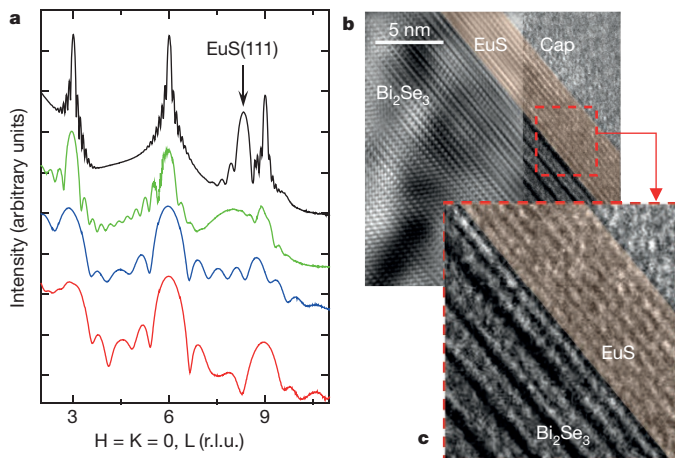 a
Intensity (arbitrary units)
EuS(111)
3
6
9
H = K = 0, L (r.l.u.)
b
5 nm
EuS
Cap
Bi₂Se₃
EuS
Bi₂Se₃
c